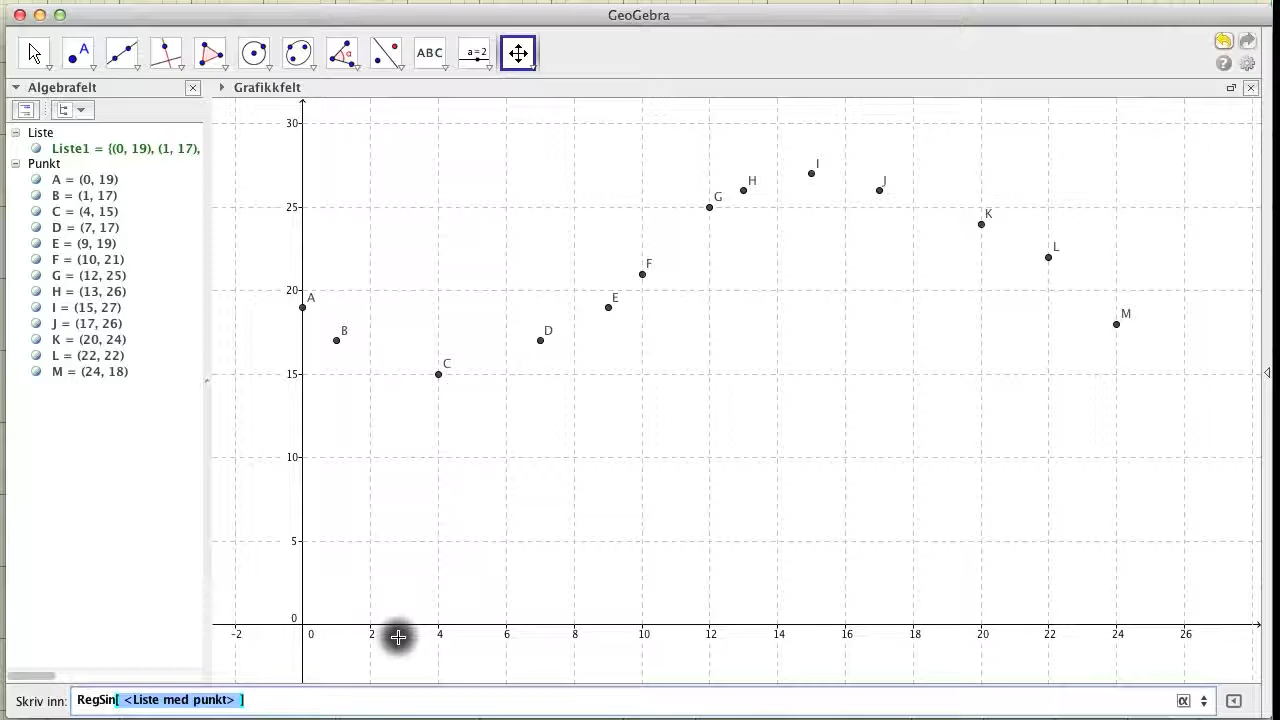 GeoGebra
A
α
ABC
a=2
?
Algebrafelt
Grafikkfelt
Liste
Liste1 = {(0, 19), (1, 17),
Punkt
A = (0, 19)
B = (1, 17)
C = (4, 15)
D = (7, 17)
E = (9, 19)
F = (10, 21)
G = (12, 25)
H = (13, 26)
I = (15, 27)
J = (17, 26)
K = (20, 24)
L = (22, 22)
M = (24, 18)
30
25
20
15
10
5
0
-2 0 2 4 6 8 10 12 14 16 18 20 22 24 26
A
B
C
D
E
F
G
H
I
J
K
L
M
Skriv inn: RegSin[ <Liste med punkt> ]
α